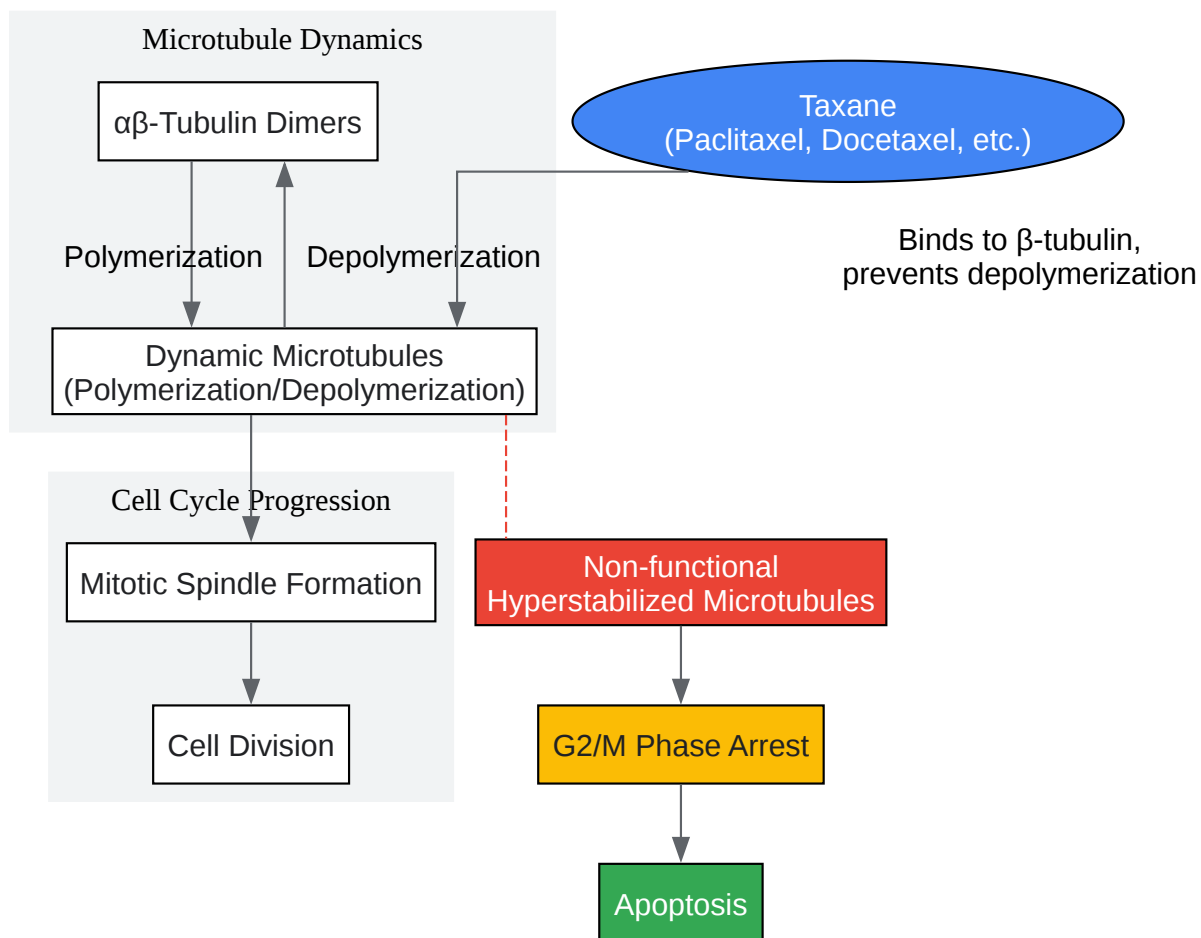 Microtubule Dynamics
αβ-Tubulin Dimers
Taxane
(Paclitaxel, Docetaxel, etc.)
Polymerization
Depolymerization
Binds to β-tubulin,
prevents depolymerization
Dynamic Microtubules
(Polymerization/Depolymerization)
Cell Cycle Progression
Mitotic Spindle Formation
Non-functional
Hyperstabilized Microtubules
Cell Division
G2/M Phase Arrest
Apoptosis